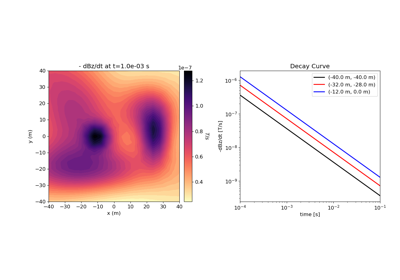 - dBz/dt at t=1.0e-03 s
1e-7
40
30
20
10
0
-10
-20
-30
-40
y (m)
-40 -30 -20 -10 0 10 20 30 40
x (m)
1.2
1.0
0.8
0.6
0.4
T/s
Decay Curve
(-40.0 m, -40.0 m)
(-32.0 m, -28.0 m)
(-12.0 m, 0.0 m)
-dBz/dt [T/s]
10⁻⁶
10⁻⁷
10⁻⁸
10⁻⁴ 10⁻³ 10⁻² 10⁻¹
time [s]